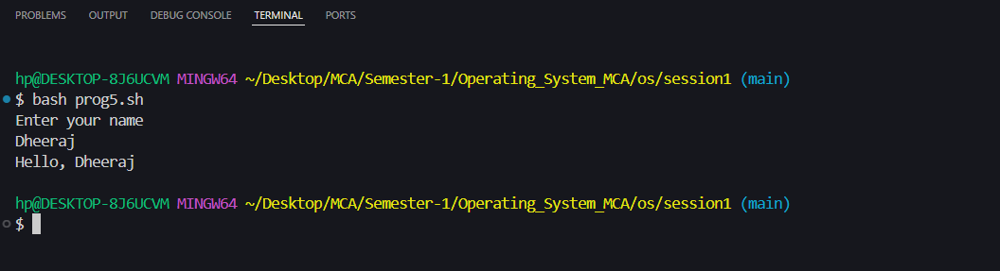 PROBLEMS OUTPUT DEBUG CONSOLE TERMINAL PORTS
hp@DESKTOP-8J6UCVM MINGW64 ~/Desktop/MCA/Semester-1/Operating_System_MCA/os/session1 (main)
$ bash prog5.sh
Enter your name
Dheeraj
Hello, Dheeraj
hp@DESKTOP-8J6UCVM MINGW64 ~/Desktop/MCA/Semester-1/Operating_System_MCA/os/session1 (main)
$